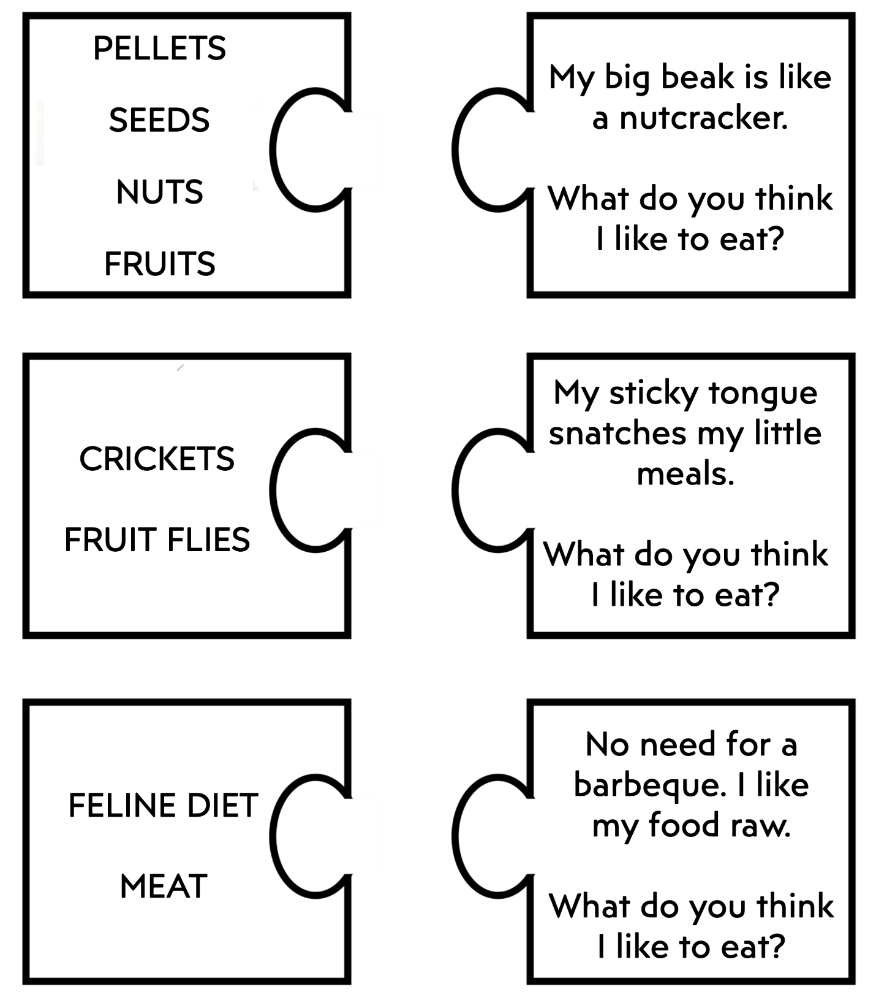 PELLETS
SEEDS
NUTS
FRUITS
My big beak is like
a nutcracker.
What do you think
I like to eat?
CRICKETS
FRUIT FLIES
My sticky tongue
snatches my little
meals.
What do you think
I like to eat?
FELINE DIET
MEAT
No need for a
barbeque. I like
my food raw.
What do you think
I like to eat?